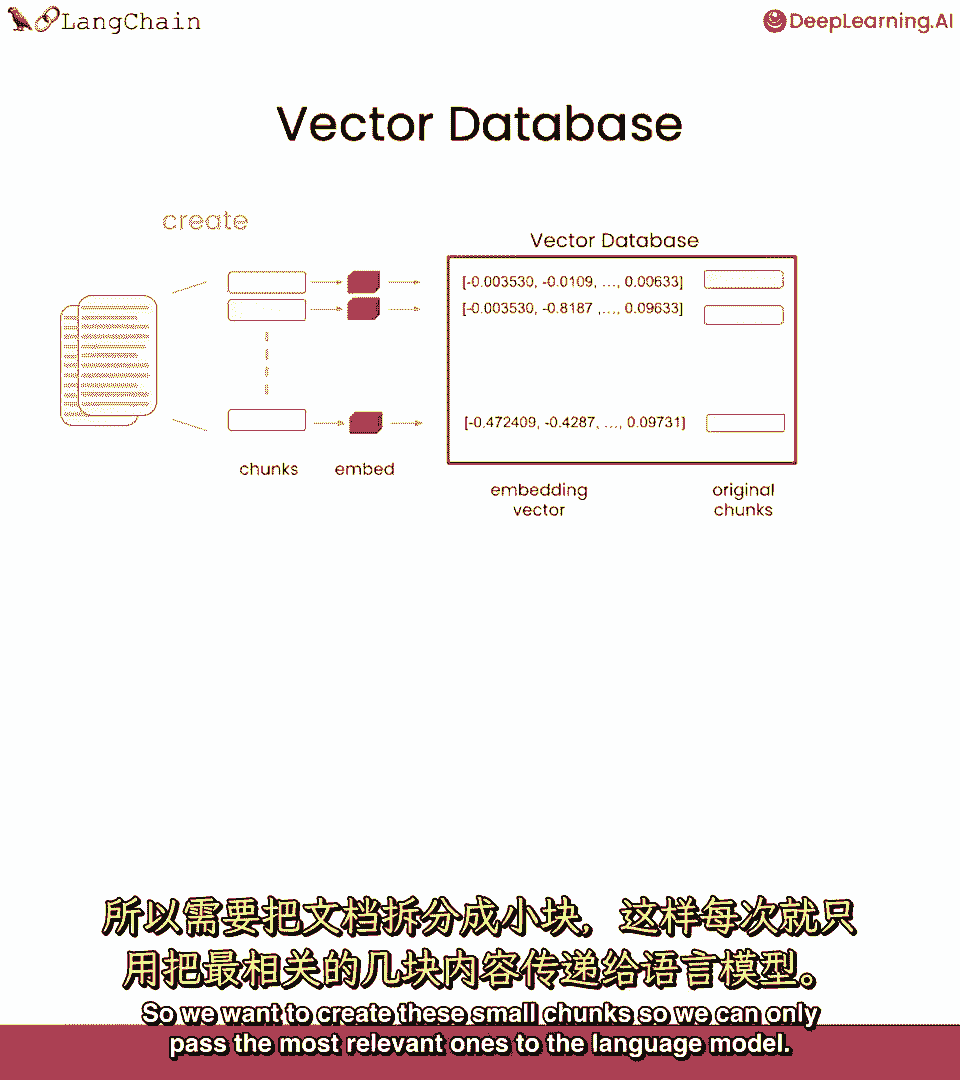 LangChain
DeepLearning.AI
Vector Database
create
Vector Database
[-0.003530, -0.0109, ..., 0.00633]
[-0.003530, -0.8187 ,..., 0.09633]
[-0.472409, -0.4287, ..., 0.09731]
chunks
embed
embedding
vector
original
chunks
所以需要把文档拆分成小块，这样每次就只
用把最相关的几块内容传递给语言模型。
So we want to create these small chunks so we can only
pass the most relevant ones to the language model.